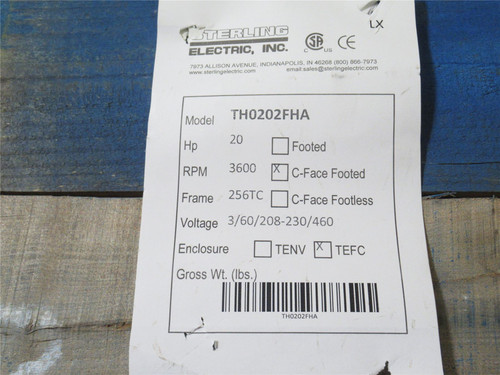 LX
STERLING
ELECTRIC, INC.
CSA
CE
7973 ALLISON AVENUE, INDIANAPOLIS, IN 46268 (800) 866-7973
www.sterlingelectric.com email:sales@sterlingelectric.com
Model TH0202FHA
Hp 20 Footed
RPM 3600 X C-Face Footed
Frame 256TC C-Face Footless
Voltage 3/60/208-230/460
Enclosure TENV X TEFC
Gross Wt. (lbs.)
TH0202FHA